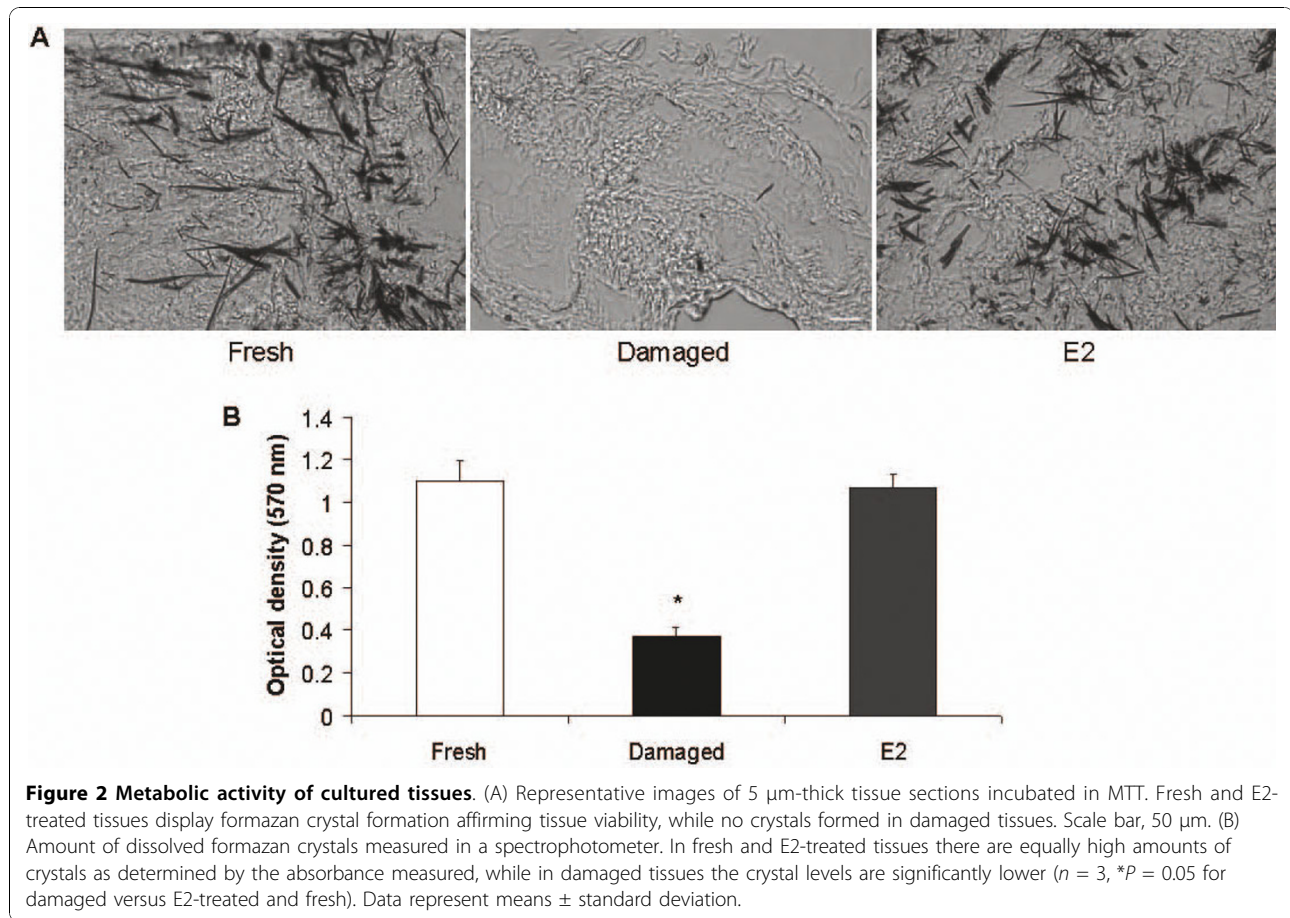 A
Fresh Damaged E2
B
Optical density (570 nm)
1.4
1.2
1
0.8
0.6
0.4
0.2
0
*
Fresh Damaged E2
Figure 2 Metabolic activity of cultured tissues. (A) Representative images of 5 μm-thick tissue sections incubated in MTT. Fresh and E2-
treated tissues display formazan crystal formation affirming tissue viability, while no crystals formed in damaged tissues. Scale bar, 50 μm. (B)
Amount of dissolved formazan crystals measured in a spectrophotometer. In fresh and E2-treated tissues there are equally high amounts of
crystals as determined by the absorbance measured, while in damaged tissues the crystal levels are significantly lower (n = 3, *P = 0.05 for
damaged versus E2-treated and fresh). Data represent means ± standard deviation.